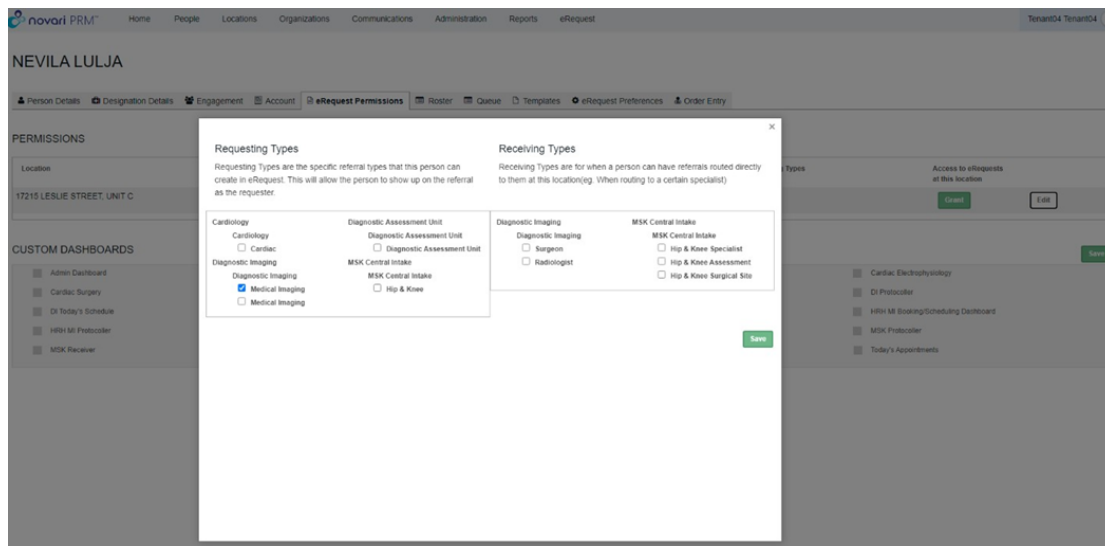 novari PRM™ Home People Locations Organizations Communications Administration Reports eRequest Tenant04 Tenant04
NEVILA LULJA
Person Details Designation Details Engagement Account eRequest Permissions Roster Queue Templates eRequest Preferences Order Entry
PERMISSIONS
Location Types Access to eRequests
at this location
17215 LESLIE STREET, UNIT C Grant Edit
×
Requesting Types
Requesting Types are the specific referral types that this person can
create in eRequest. This will allow the person to show up on the referral
as the requester.
Receiving Types
Receiving Types are for when a person can have referrals routed directly
to them at this location(eg. When routing to a certain specialist)
Cardiology
Cardiology
Cardiac
Diagnostic Imaging
Diagnostic Imaging
Medical Imaging
Medical Imaging
Diagnostic Assessment Unit
Diagnostic Assessment Unit
Diagnostic Assessment Unit
MSK Central Intake
MSK Central Intake
Hip & Knee
Diagnostic Imaging
Diagnostic Imaging
Surgeon
Radiologist
MSK Central Intake
MSK Central Intake
Hip & Knee Specialist
Hip & Knee Assessment
Hip & Knee Surgical Site
Save
CUSTOM DASHBOARDS Save
Admin Dashboard Cardiac Electrophysiology
Cardiac Surgery DI Protocoller
DI Today's Schedule HRH MI Booking/Scheduling Dashboard
HRH MI Protocoller MSK Protocoller
MSK Receiver Today's Appointments